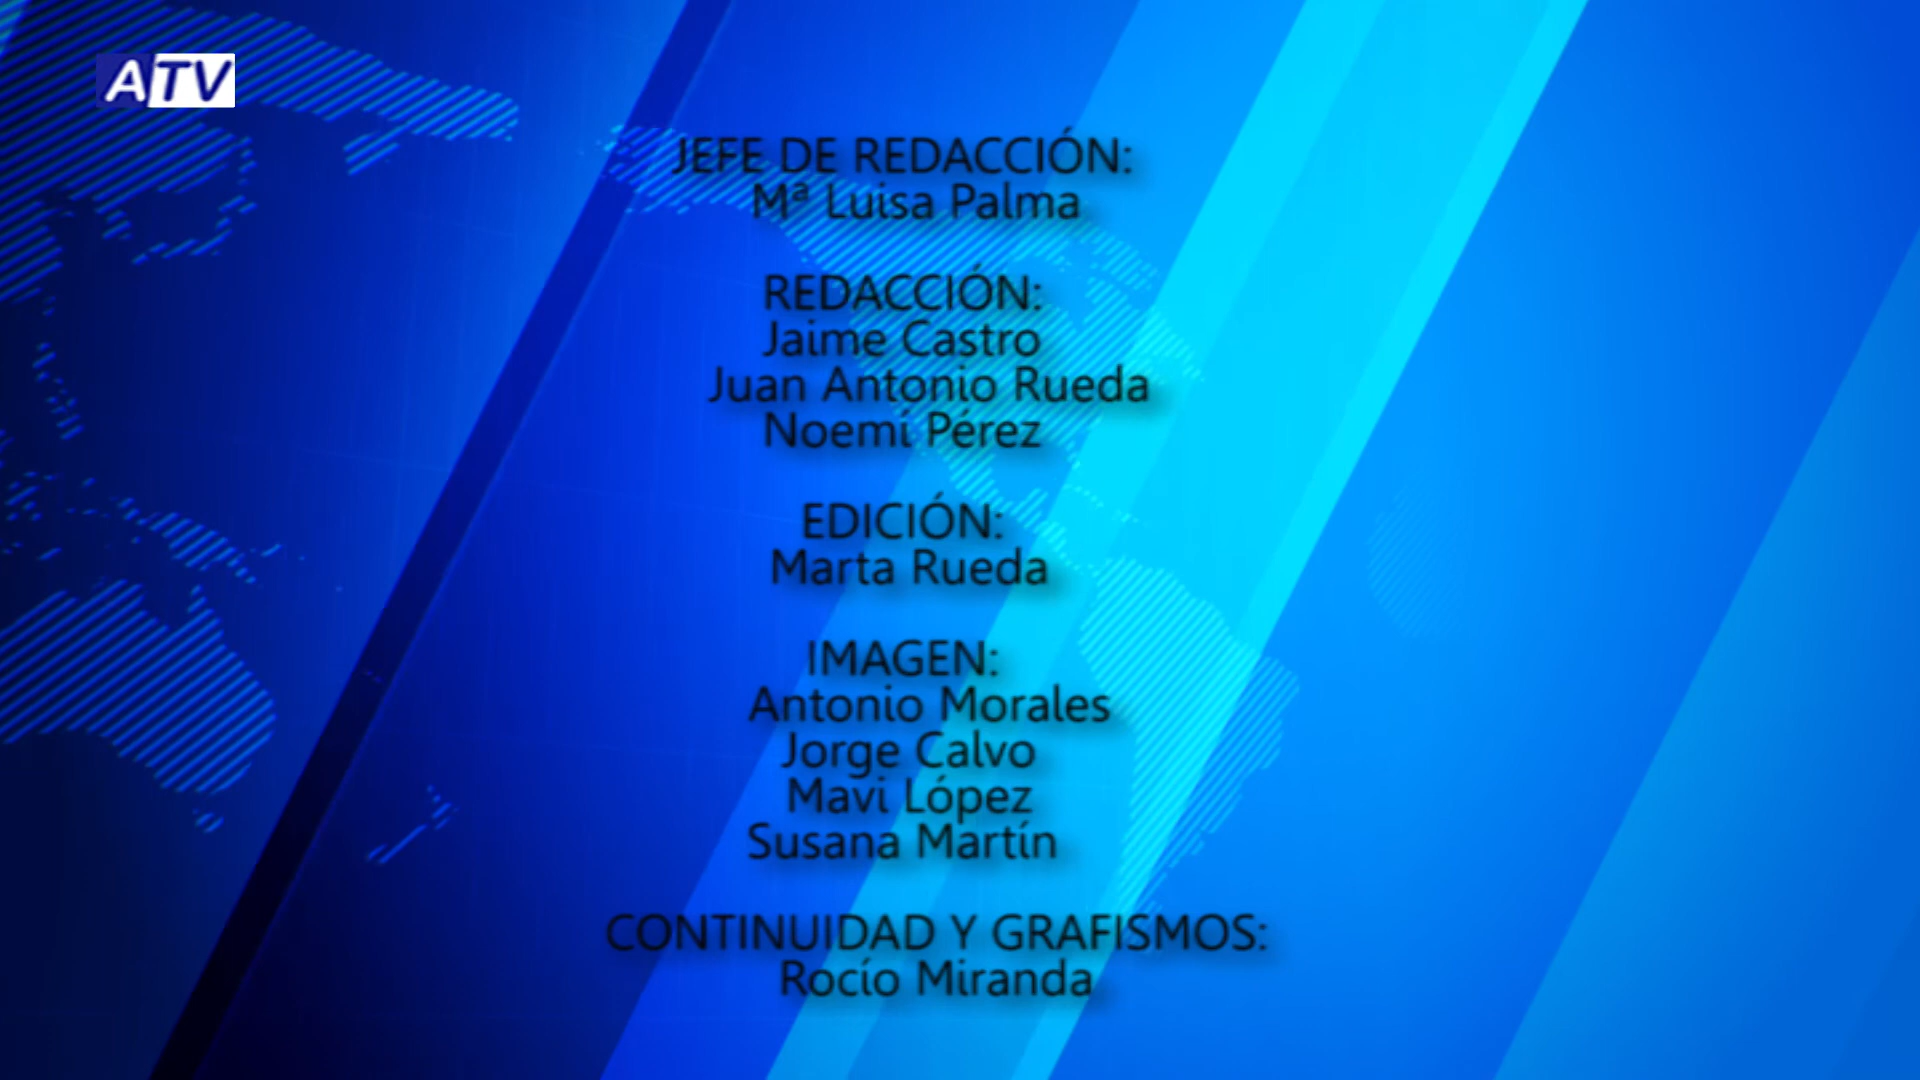 ATV
JEFE DE REDACCIÓN:
Mª Luisa Palma
REDACCIÓN:
Jaime Castro
Juan Antonio Rueda
Noemí Pérez
EDICIÓN:
Marta Rueda
IMAGEN:
Antonio Morales
Jorge Calvo
Mavi López
Susana Martín
CONTINUIDAD Y GRAFISMOS:
Rocío Miranda